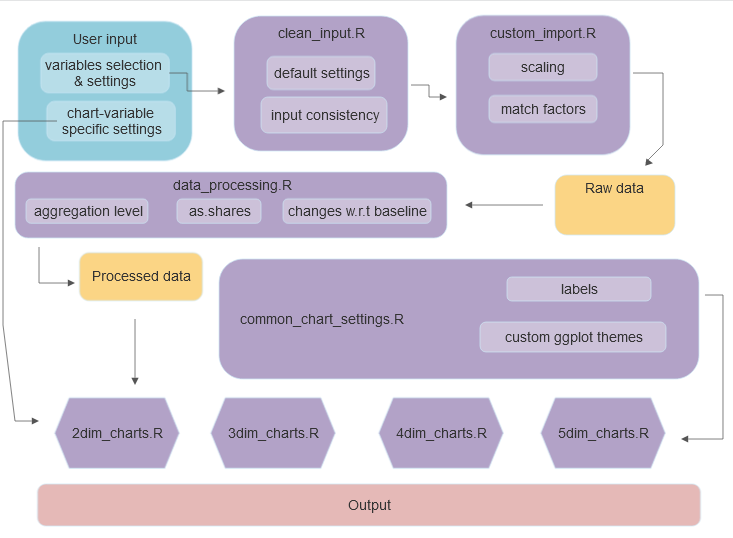 User input
variables selection
& settings
chart-variable
specific settings
clean_input.R
default settings
input consistency
custom_import.R
scaling
match factors
data_processing.R
aggregation level
as.shares
changes w.r.t baseline
Raw data
Processed data
common_chart_settings.R
labels
custom ggplot themes
2dim_charts.R
3dim_charts.R
4dim_charts.R
5dim_charts.R
Output